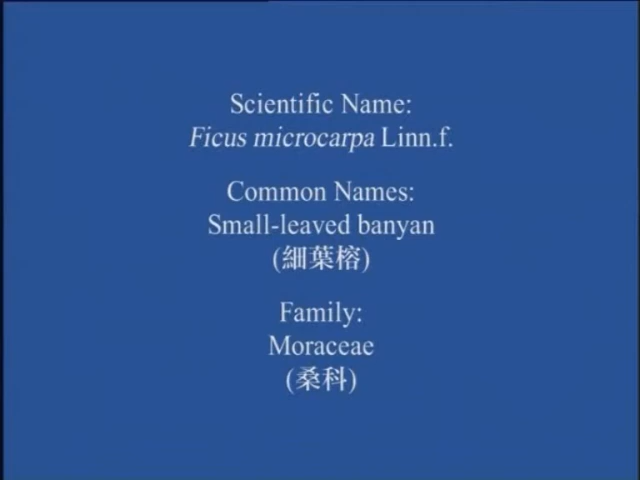 Scientific Name:
Ficus microcarpa Linn.f.
Common Names:
Small-leaved banyan
(細葉榕)
Family:
Moraceae
(桑科)